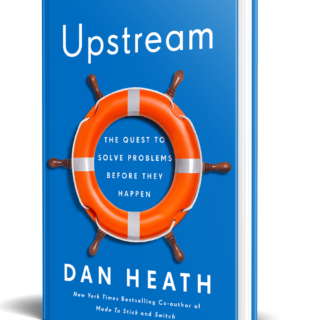 Upstream
THE QUEST TO
SOLVE PROBLEMS
BEFORE THEY
HAPPEN
DAN HEATH
New York Times Bestselling Co-author of
Made To Stick and Switch